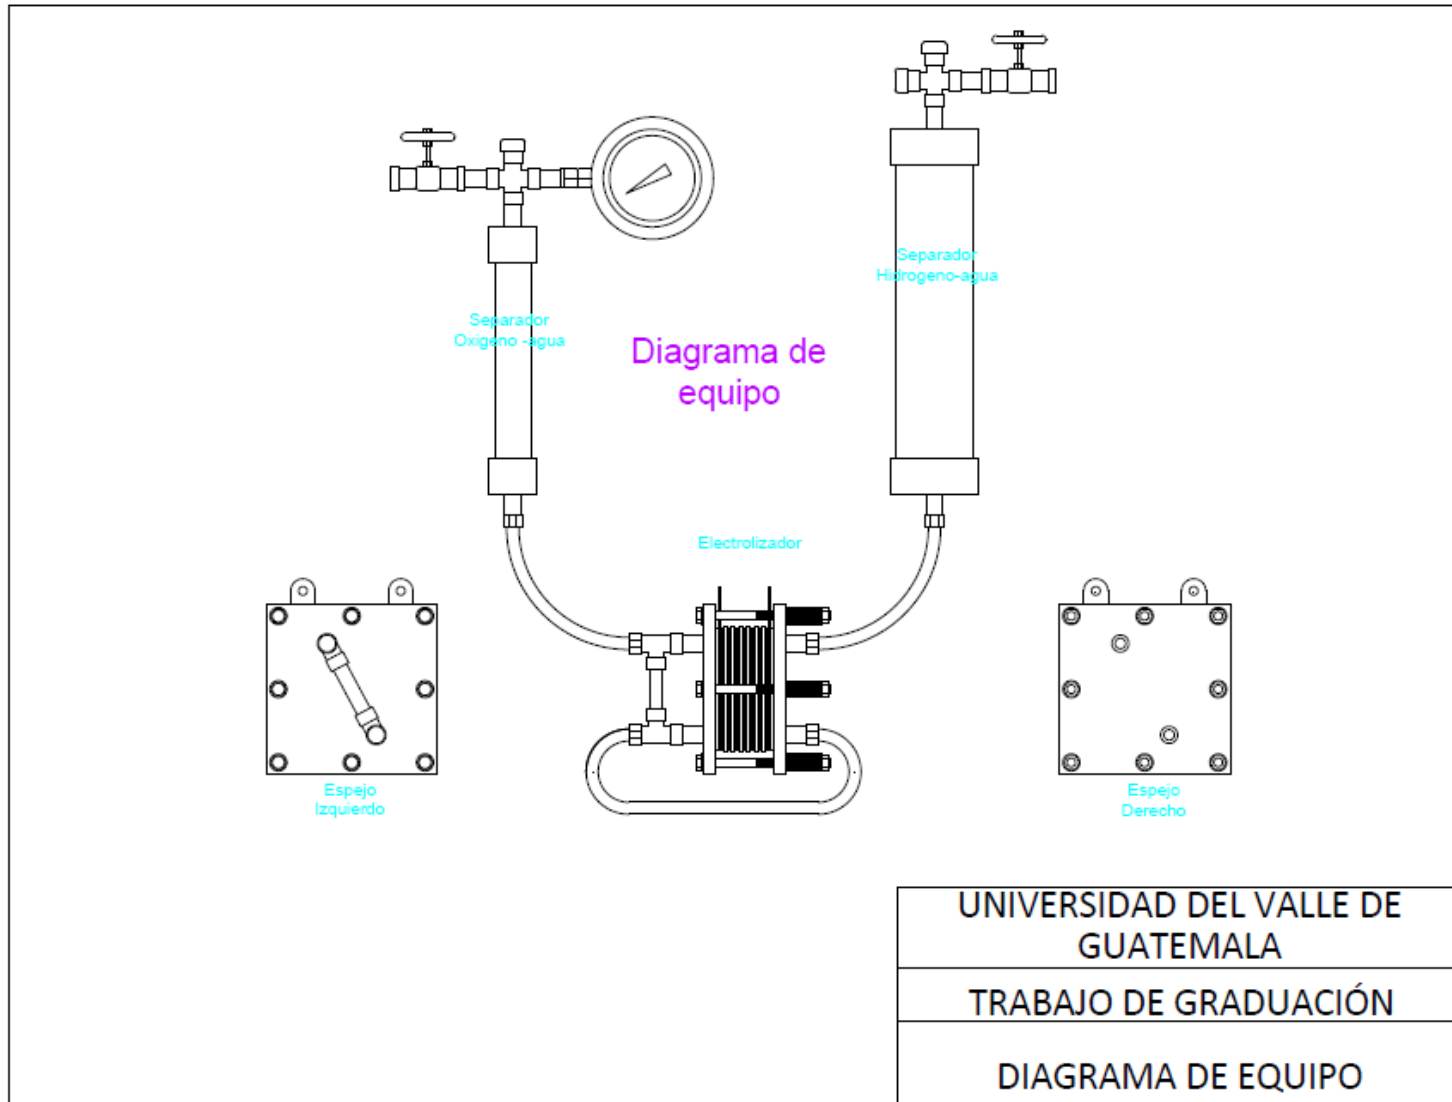 Separador
Hidrogeno-agua
Separador
Oxigeno -agua
Diagrama de
equipo
Electrolizador
Espejo
Izquierdo
Espejo
Derecho
UNIVERSIDAD DEL VALLE DE
GUATEMALA
TRABAJO DE GRADUACIÓN
DIAGRAMA DE EQUIPO